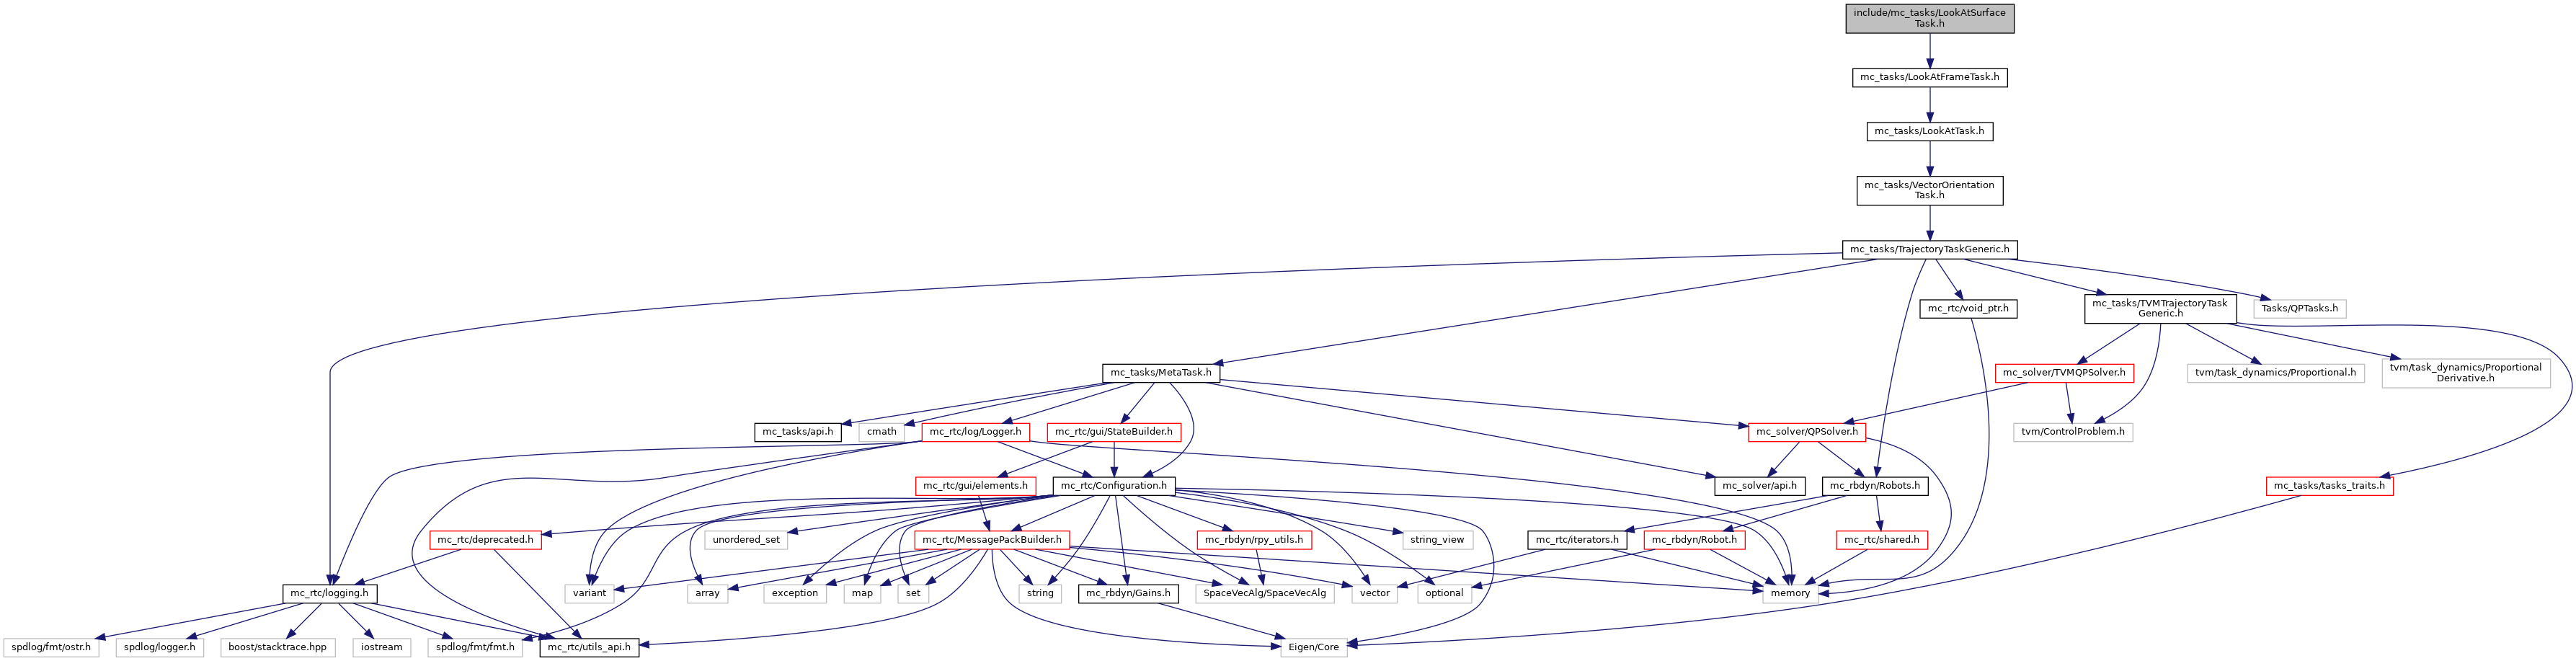 include/mc_tasks/LookAtSurface
Task.h
mc_tasks/LookAtFrameTask.h
mc_tasks/LookAtTask.h
mc_tasks/VectorOrientation
Task.h
mc_tasks/TrajectoryTaskGeneric.h
mc_rtc/void_ptr.h
mc_tasks/TVMTrajectoryTask
Generic.h
Tasks/QPTasks.h
mc_tasks/MetaTask.h
mc_solver/TVMQPSolver.h
tvm/task_dynamics/Proportional.h
tvm/task_dynamics/Proportional
Derivative.h
mc_tasks/api.h
cmath
mc_rtc/log/Logger.h
mc_rtc/gui/StateBuilder.h
mc_solver/QPSolver.h
tvm/ControlProblem.h
mc_rtc/gui/elements.h
mc_rtc/Configuration.h
mc_solver/api.h
mc_rbdyn/Robots.h
mc_tasks/tasks_traits.h
mc_rtc/deprecated.h
unordered_set
mc_rtc/MessagePackBuilder.h
mc_rbdyn/rpy_utils.h
string_view
mc_rtc/iterators.h
mc_rbdyn/Robot.h
mc_rtc/shared.h
mc_rtc/logging.h
variant
array
exception
map
set
string
mc_rbdyn/Gains.h
SpaceVecAlg/SpaceVecAlg
vector
optional
memory
spdlog/fmt/ostr.h
spdlog/logger.h
boost/stacktrace.hpp
iostream
spdlog/fmt/fmt.h
mc_rtc/utils_api.h
Eigen/Core